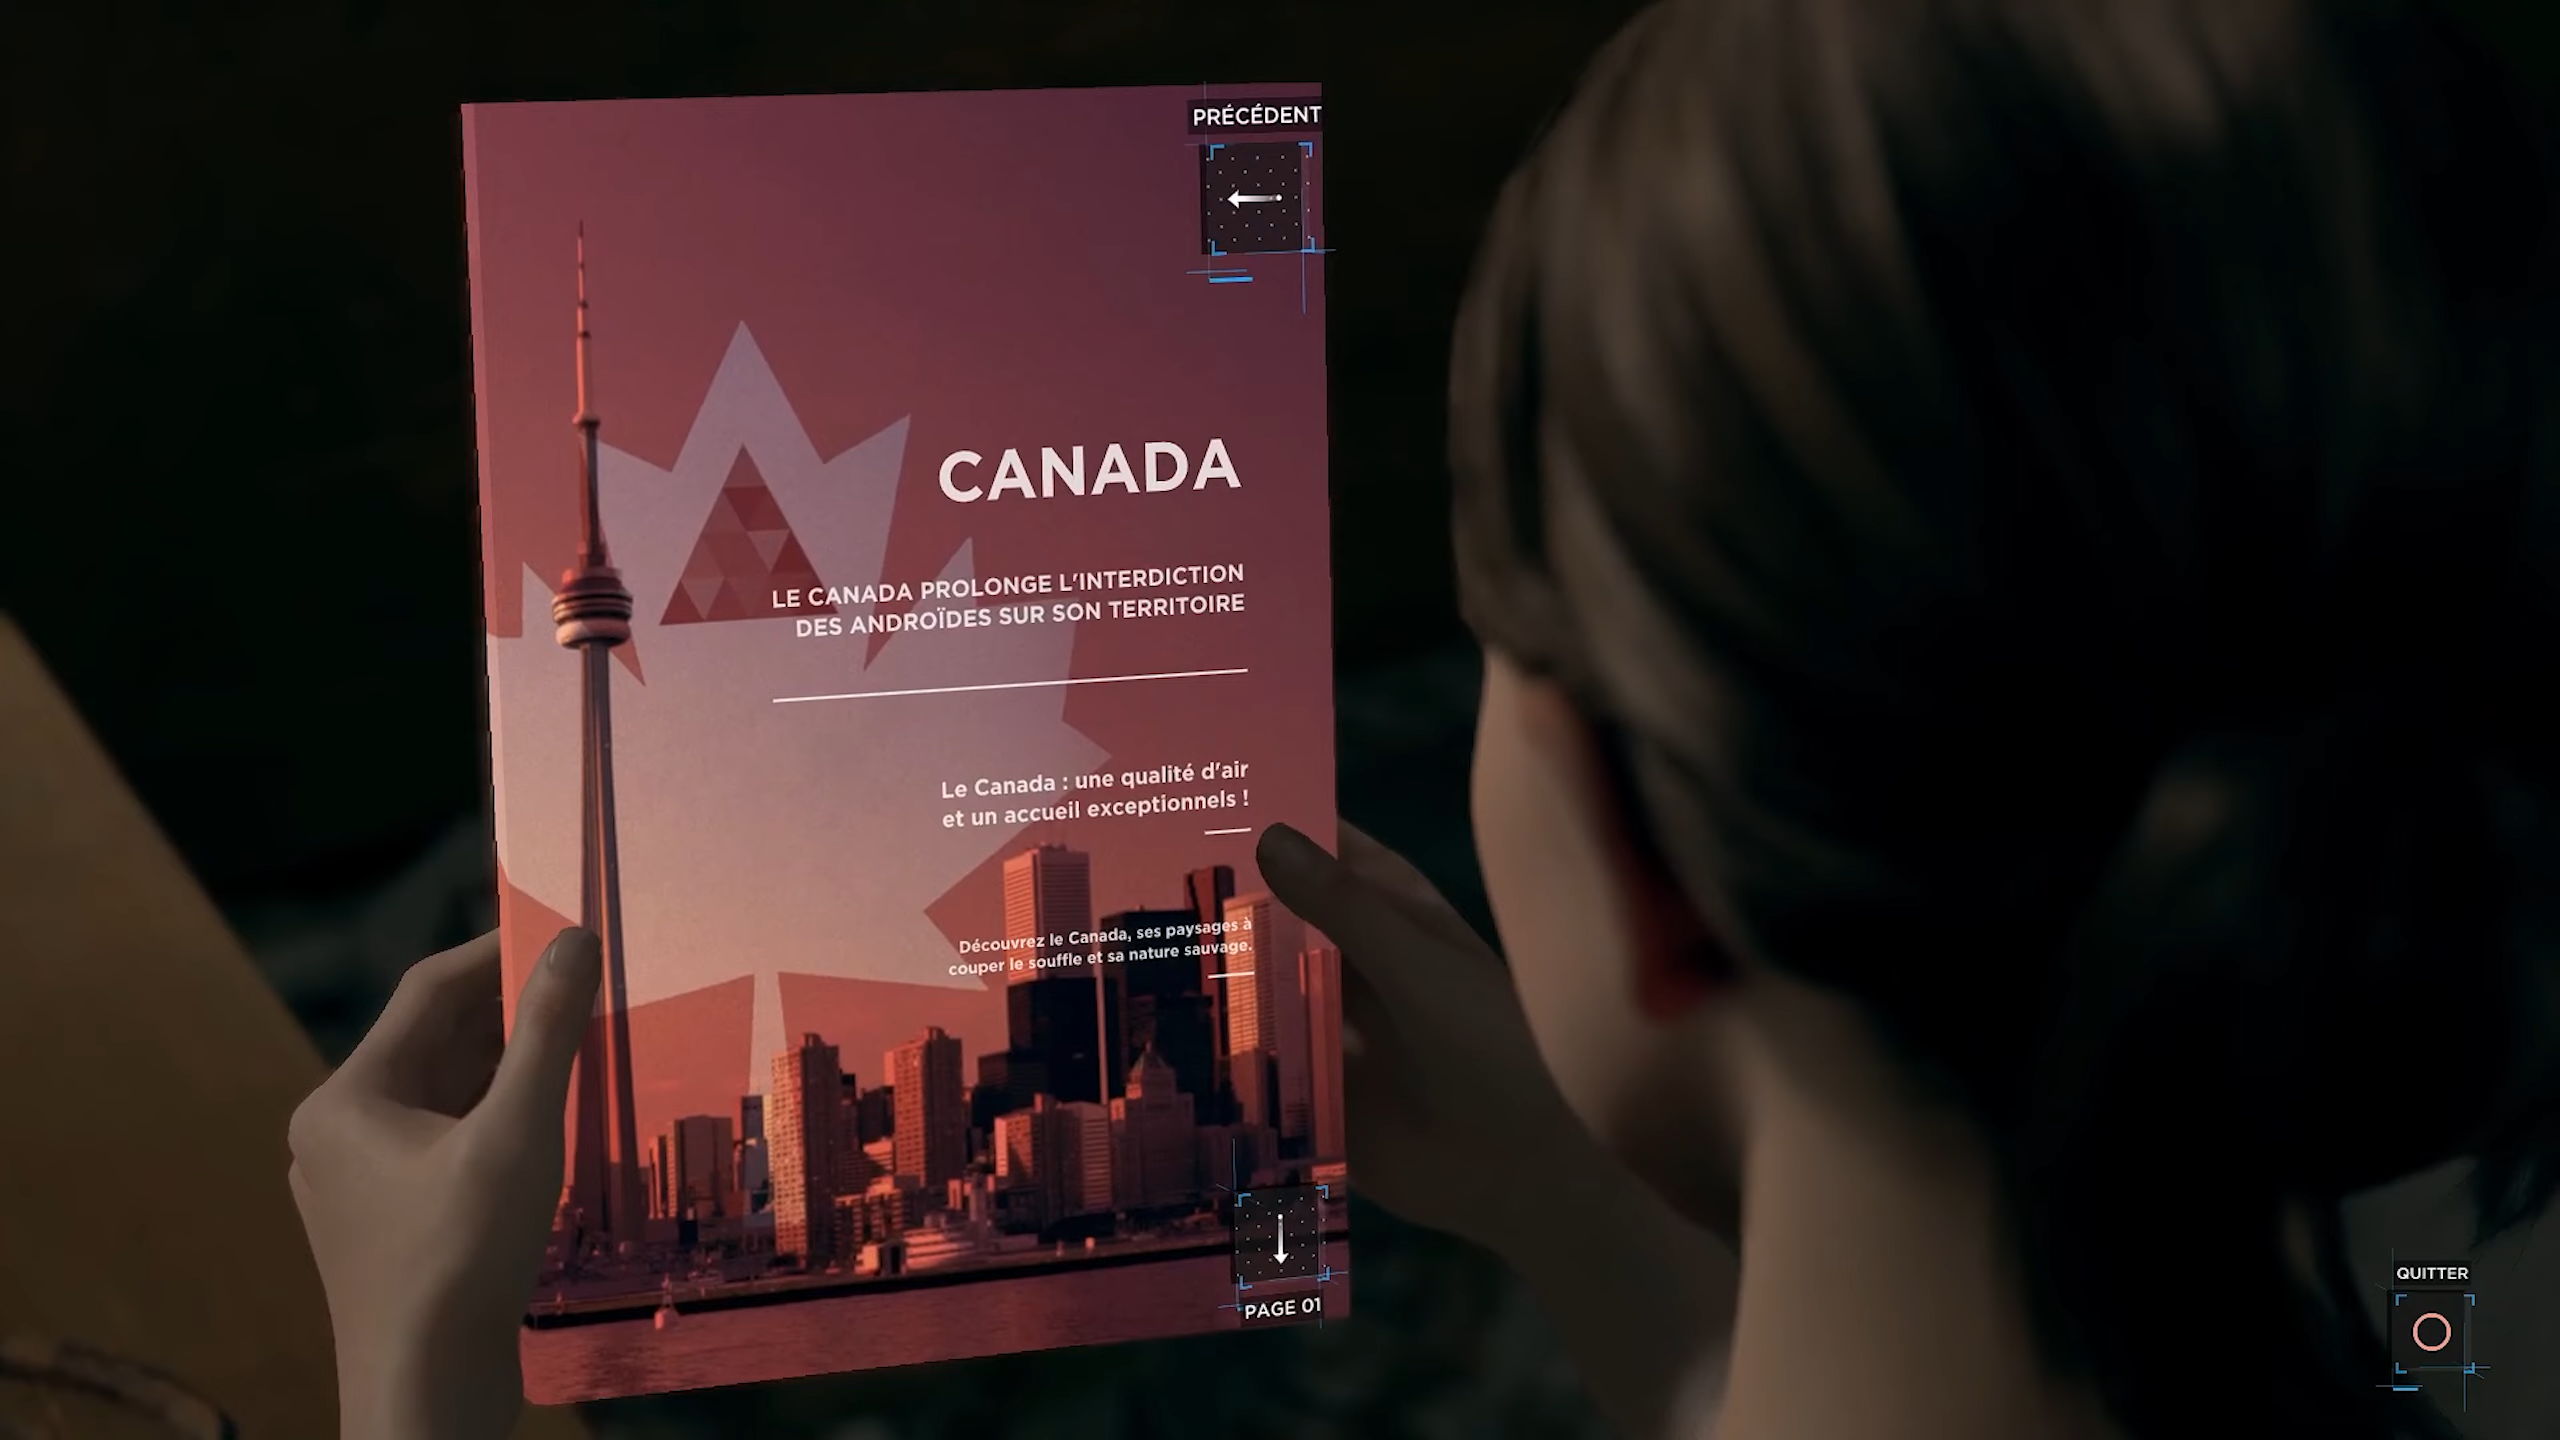 PRÉCÉDENT
CANADA
LE CANADA PROLONGE L'INTERDICTION
DES ANDROÏDES SUR SON TERRITOIRE
Le Canada : une qualité d'air
et un accueil exceptionnels !
Découvrez le Canada, ses paysages à
couper le souffle et sa nature sauvage.
PAGE 01
QUITTER